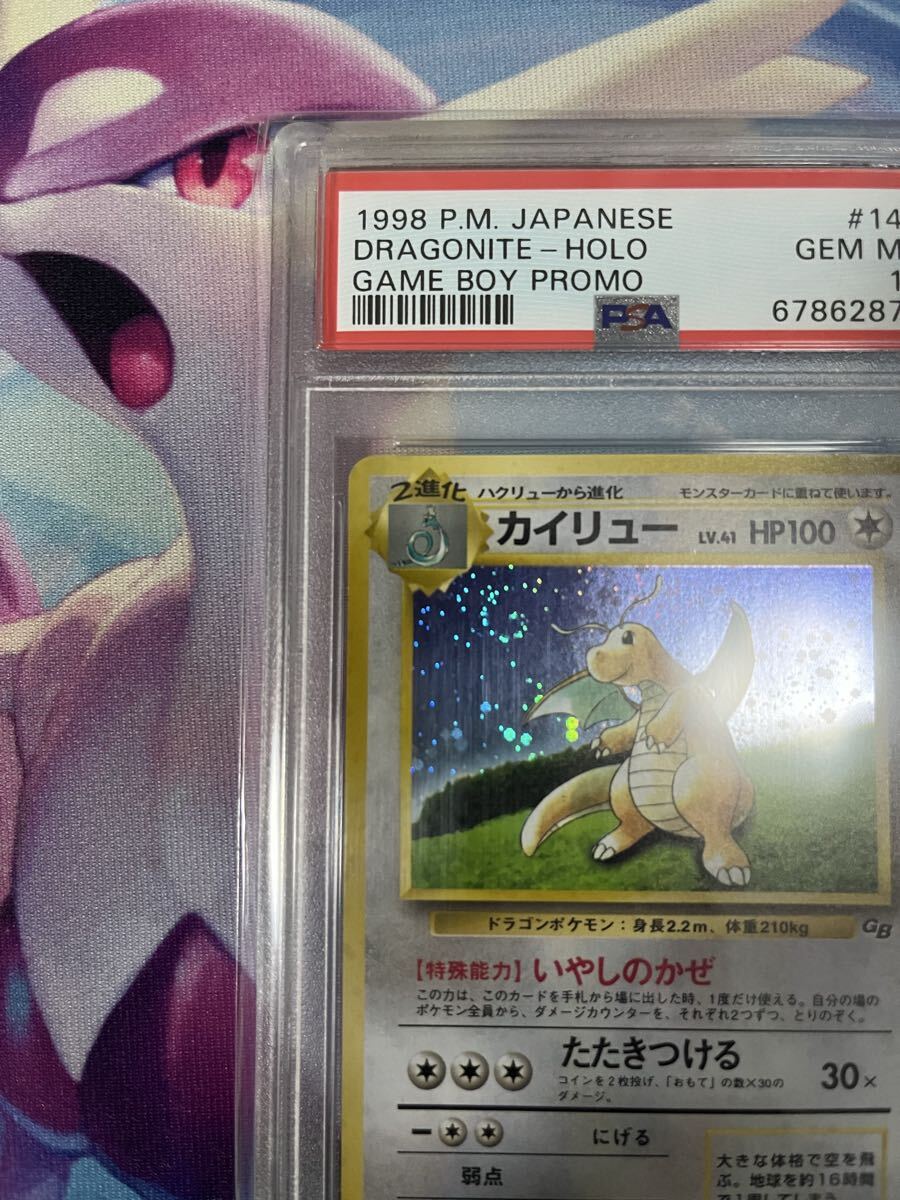 1998 P.M. JAPANESE
#14
DRAGONITE – HOLO
GEM M
GAME BOY PROMO
1
6786287
PSA
2進化
ハクリューから進化
モンスターカードに重ねて使います。
カイリュー
LV.41 HP100
ドラゴンポケモン：身長2.2m、体重210kg
GB
【特殊能力】いやしのかぜ
この力は、このカードを手札から場に出した時、1度だけ使える。自分の場の
ポケモン全員から、ダメージカウンターを、それぞれ2つずつ、とりのぞく。
たたきつける
30×
コインを2枚投げ、「おもて」の数×30の
ダメージ。
にげる
弱点
大きな体格で空を飛
ぶ。地球を約16時間